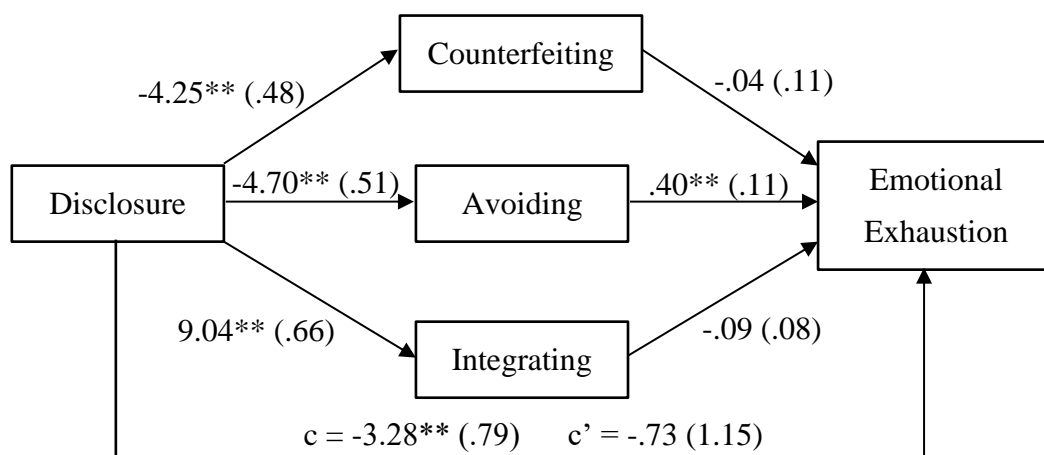 Counterfeiting
-4.25** (.48)
-.04 (.11)
Disclosure
-4.70** (.51)
Avoiding
.40** (.11)
Emotional
Exhaustion
9.04** (.66)
Integrating
-.09 (.08)
c = -3.28** (.79) c’ = -.73 (1.15)